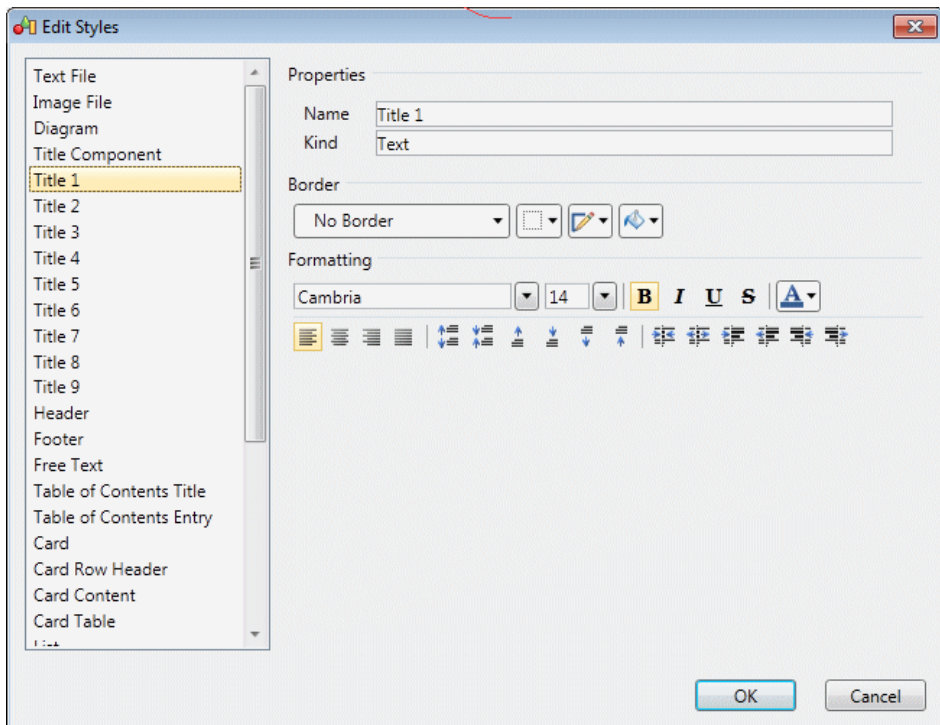 Edit Styles
Text File
Image File
Diagram
Title Component
Title 1
Title 2
Title 3
Title 4
Title 5
Title 6
Title 7
Title 8
Title 9
Header
Footer
Free Text
Table of Contents Title
Table of Contents Entry
Card
Card Row Header
Card Content
Card Table
List
Properties
Name Title 1
Kind Text
Border
No Border
Formatting
Cambria 14 B I U S A
OK Cancel